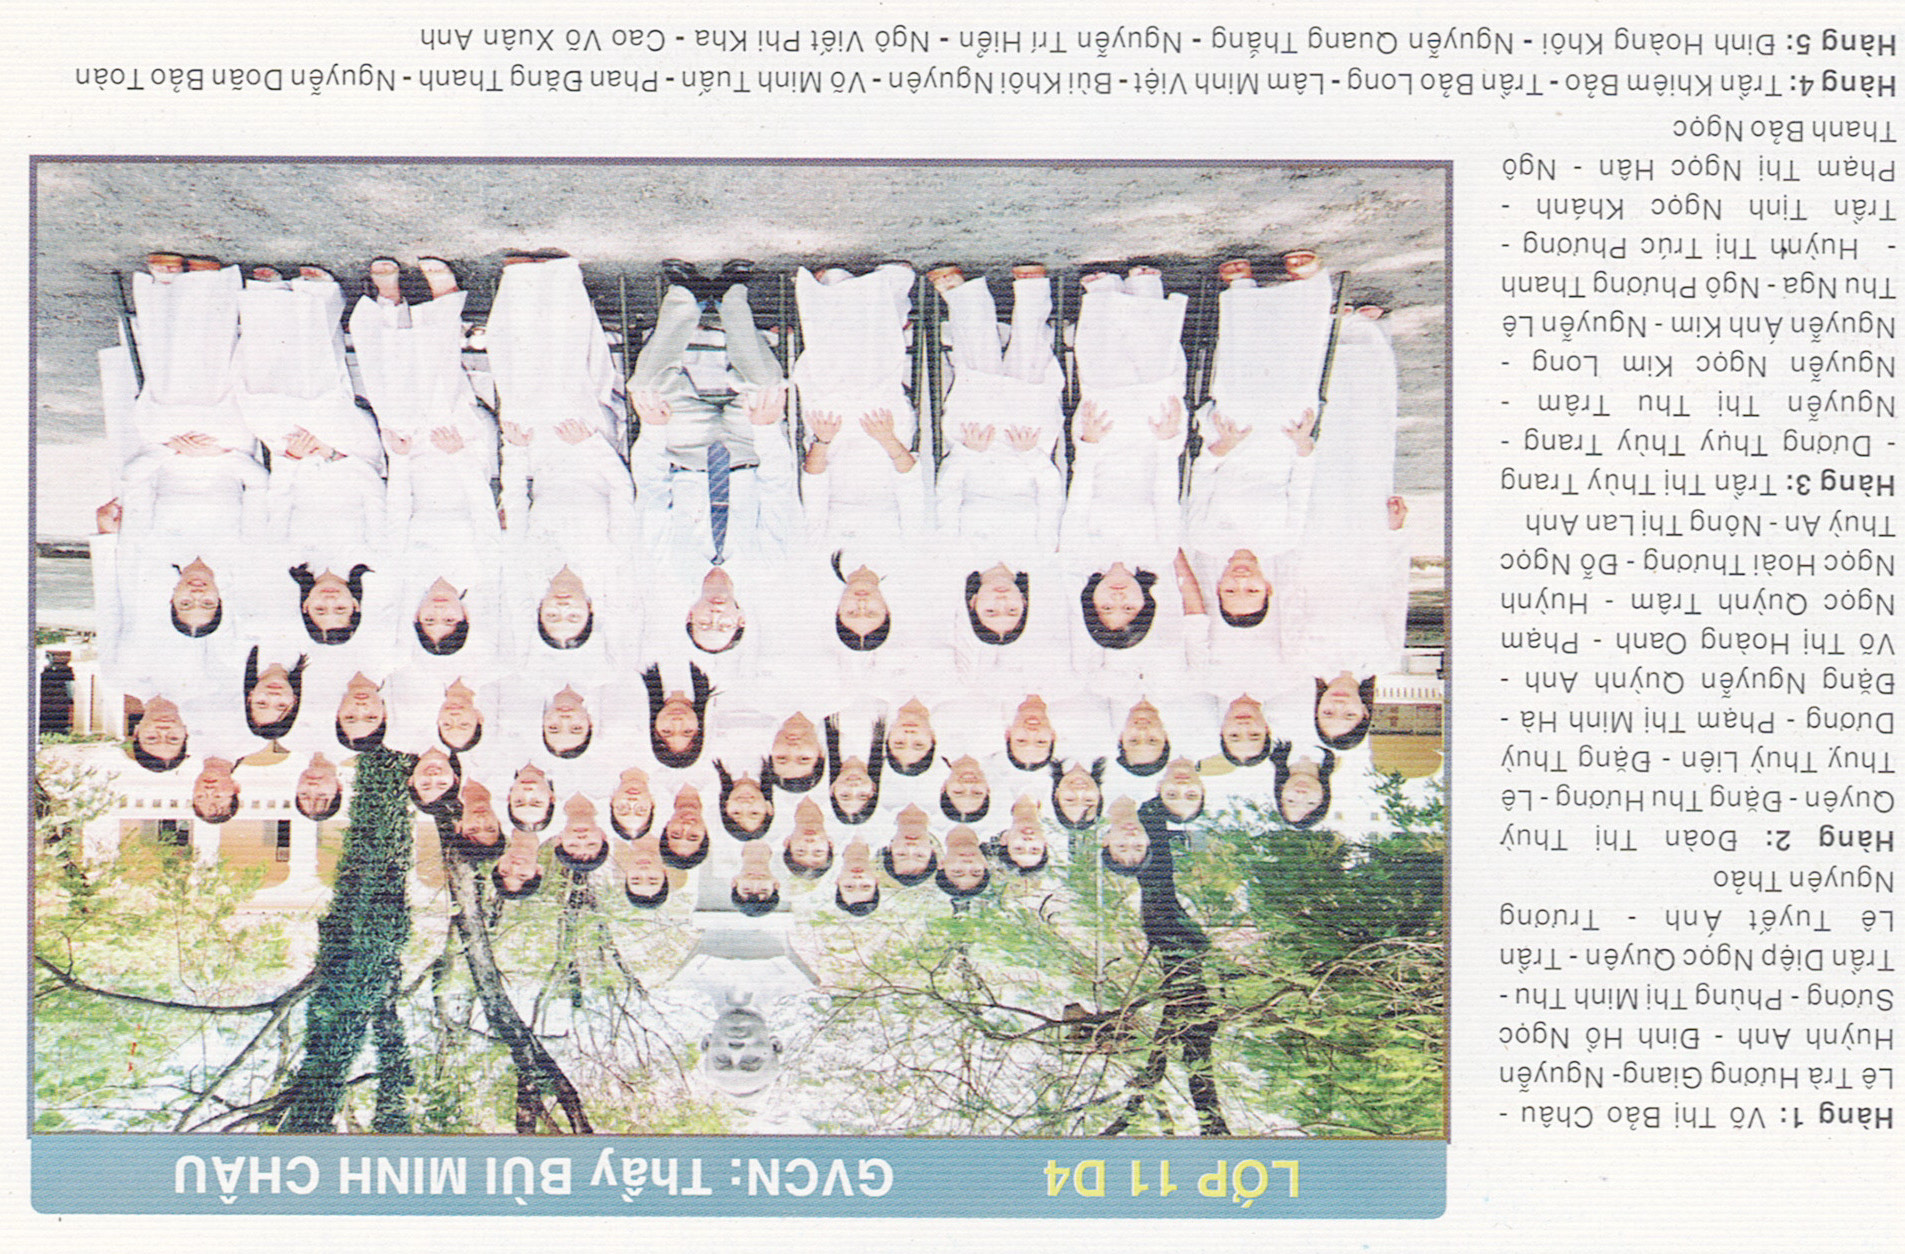 LỚP 11 D4 GVCN: Thầy BÙI MINH CHÂU
Hàng 1: Võ Thị Bảo Châu -
Lê Trà Hương Giang- Nguyễn
Huỳnh Anh - Đinh Hồ Ngọc
Sương - Phùng Thị Minh Thu -
Trần Diệp Ngọc Quyên - Trần
Lê Tuyết Ánh - Trương
Nguyên Thảo
Hàng 2: Đoàn Thị Thuỳ
Quyên - Đặng Thu Hương - Lê
Thuỵ Thuỳ Liên - Đặng Thuỳ
Dương - Phạm Thị Minh Hà -
Đặng Nguyễn Quỳnh Anh -
Võ Thị Hoàng Oanh - Phạm
Ngọc Quỳnh Trâm - Huỳnh
Ngọc Hoài Thương - Đỗ Ngọc
Thuỳ An - Nông Thị Lan Anh
Hàng 3: Trần Thị Thùy Trang
- Dương Thụy Thùy Trang -
Nguyễn Thị Thu Trâm -
Nguyễn Ngọc Kim Long -
Nguyễn Ánh Kim - Nguyễn Lê
Thu Nga - Ngô Phương Thanh
- Huỳnh Thị Trúc Phương -
Trần Tịnh Ngọc Khánh -
Phạm Thị Ngọc Hân - Ngô
Thanh Bảo Ngọc
Hàng 4: Trần Khiêm Bảo - Trần Bảo Long - Lâm Minh Việt - Bùi Khôi Nguyên - Võ Minh Tuấn - Phan Đăng Thanh - Nguyễn Doãn Bảo Toàn
Hàng 5: Đinh Hoàng Khôi - Nguyễn Quang Thắng - Nguyễn Trí Hiển - Ngô Viết Phi Kha - Cao Võ Xuân Anh